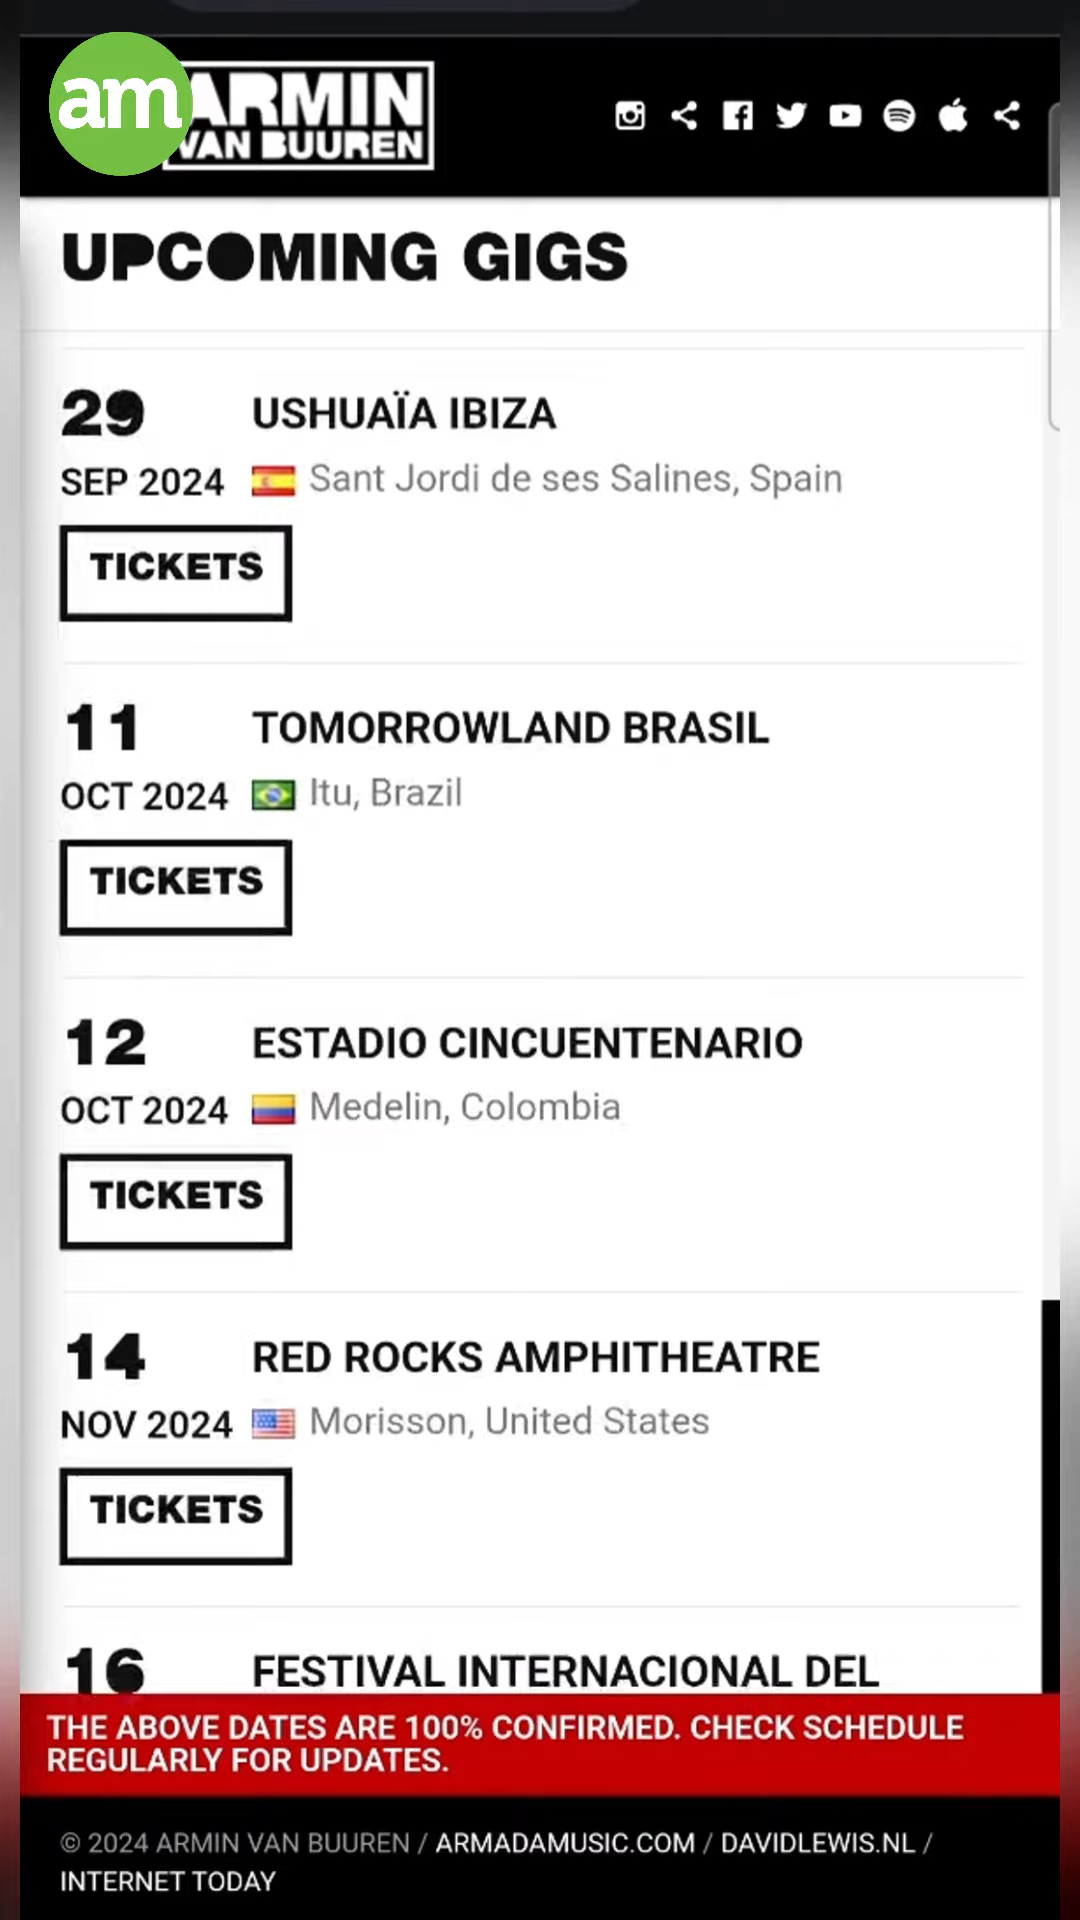 am
ARMIN
VAN BUUREN
UPCOMING GIGS
29 USHUAÏA IBIZA
SEP 2024 Sant Jordi de ses Salines, Spain
TICKETS
11 TOMORROWLAND BRASIL
OCT 2024 Itu, Brazil
TICKETS
12 ESTADIO CINCUENTENARIO
OCT 2024 Medelin, Colombia
TICKETS
14 RED ROCKS AMPHITHEATRE
NOV 2024 Morisson, United States
TICKETS
16 FESTIVAL INTERNACIONAL DEL
THE ABOVE DATES ARE 100% CONFIRMED. CHECK SCHEDULE
REGULARLY FOR UPDATES.
© 2024 ARMIN VAN BUUREN / ARMADAMUSIC.COM / DAVIDLEWIS.NL /
INTERNET TODAY